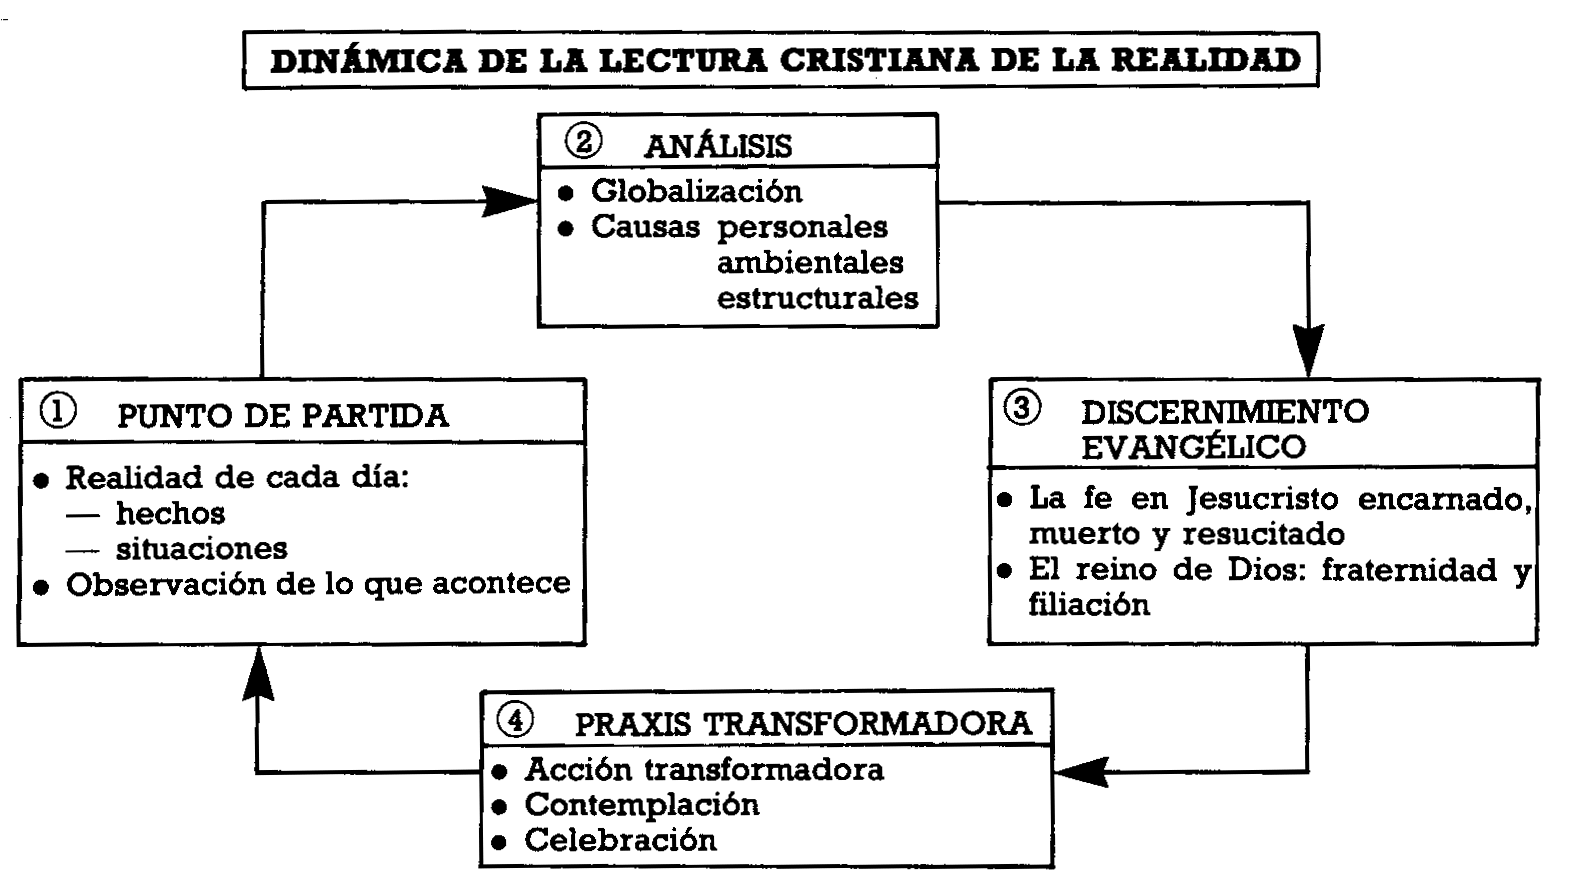 DINÁMICA DE LA LECTURA CRISTIANA DE LA REALIDAD
② ANÁLISIS
● Globalización
● Causas personales
ambientales
estructurales
① PUNTO DE PARTIDA
● Realidad de cada día:
— hechos
— situaciones
● Observación de lo que acontece
③ DISCERNIMIENTO
EVANGÉLICO
● La fe en Jesucristo encarnado,
muerto y resucitado
● El reino de Dios: fraternidad y
filiación
④ PRAXIS TRANSFORMADORA
● Acción transformadora
● Contemplación
● Celebración